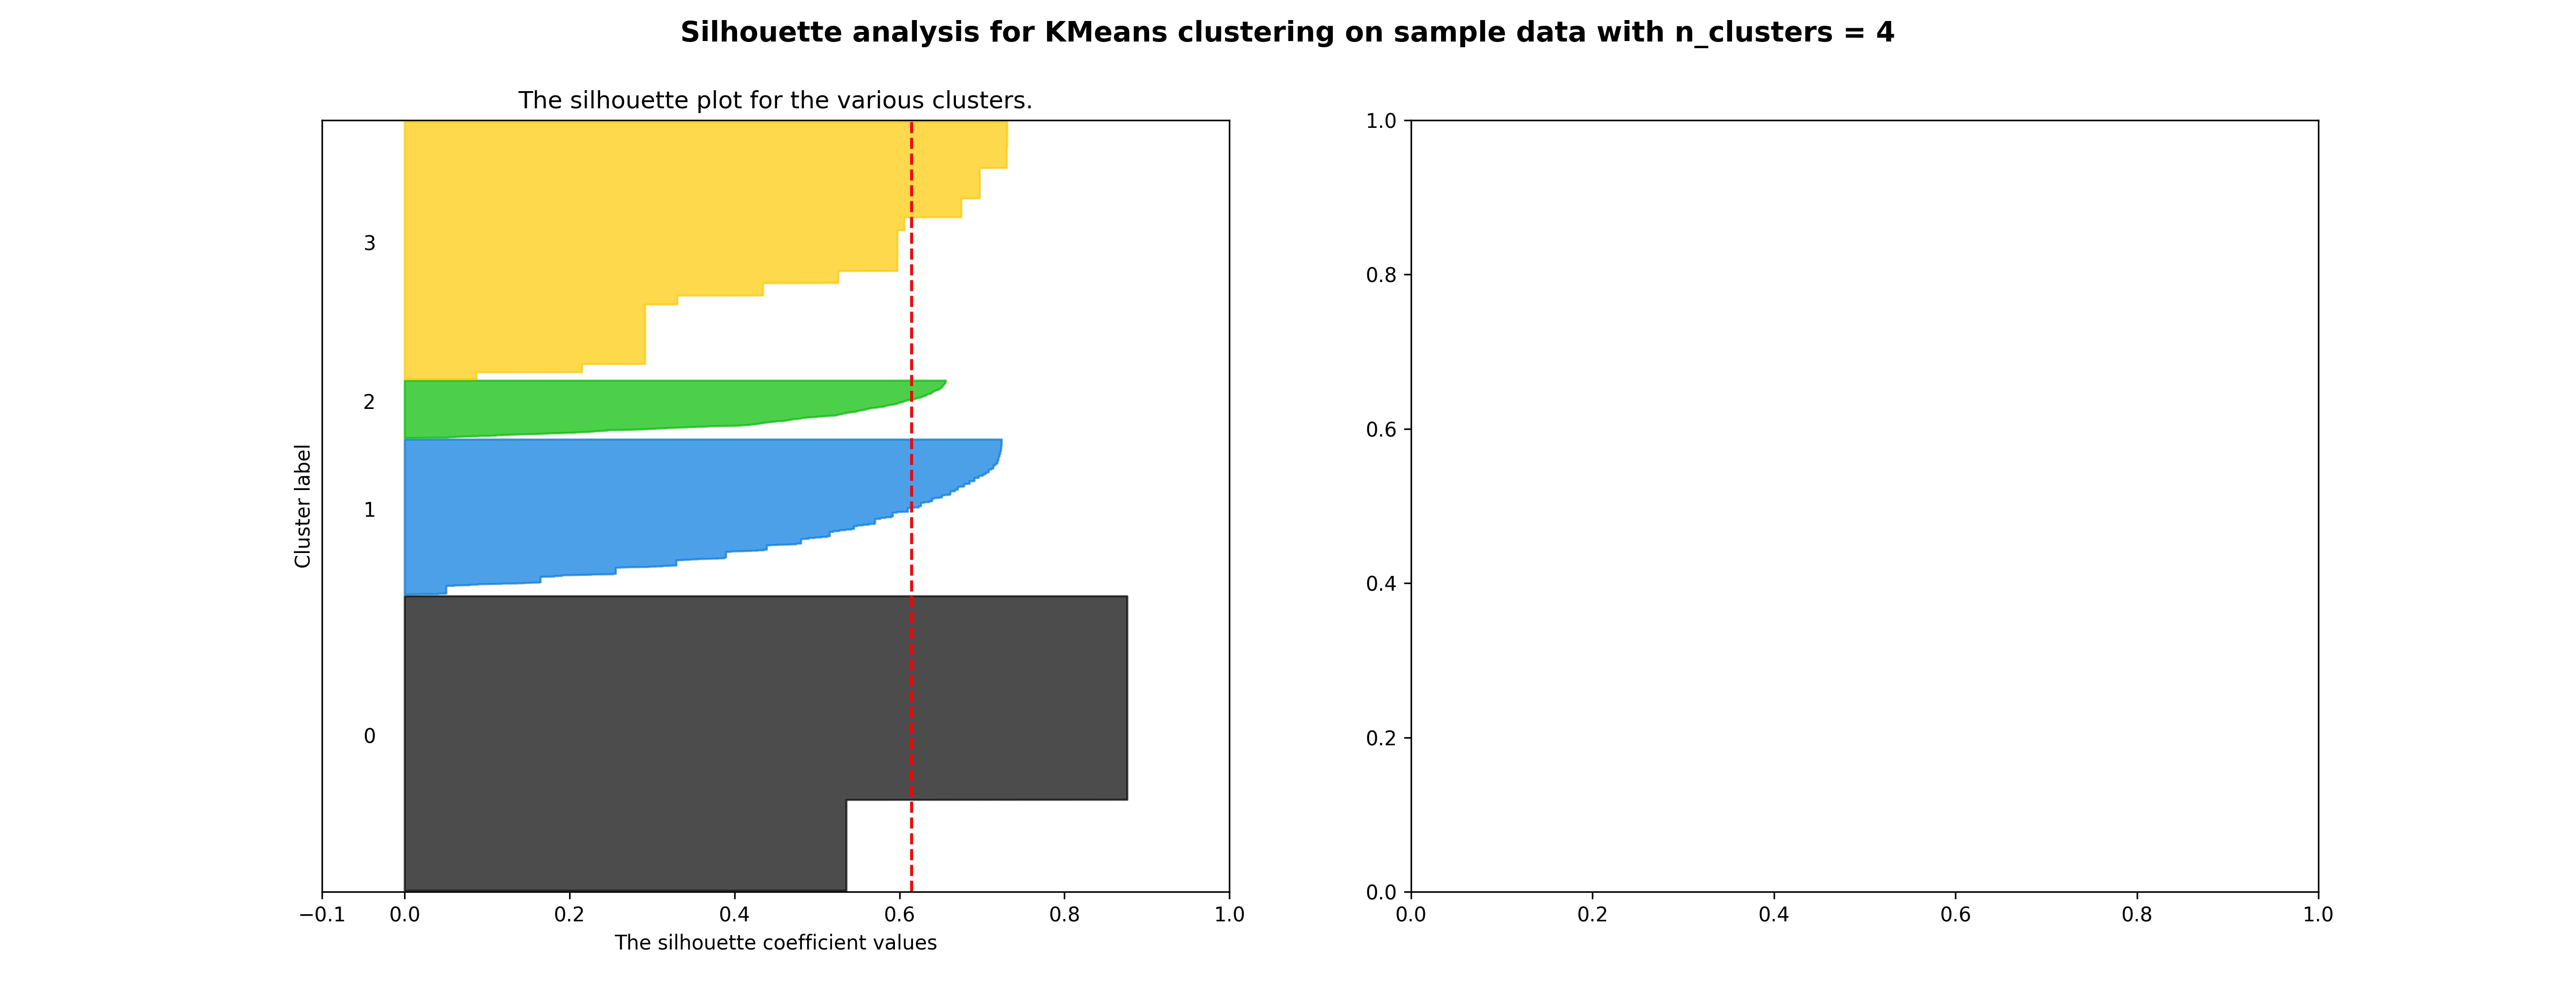 Silhouette analysis for KMeans clustering on sample data with n_clusters = 4
The silhouette plot for the various clusters.
3
2
1
0
Cluster label
−0.1 0.0 0.2 0.4 0.6 0.8 1.0
The silhouette coefficient values
1.0
0.8
0.6
0.4
0.2
0.0
0.0 0.2 0.4 0.6 0.8 1.0